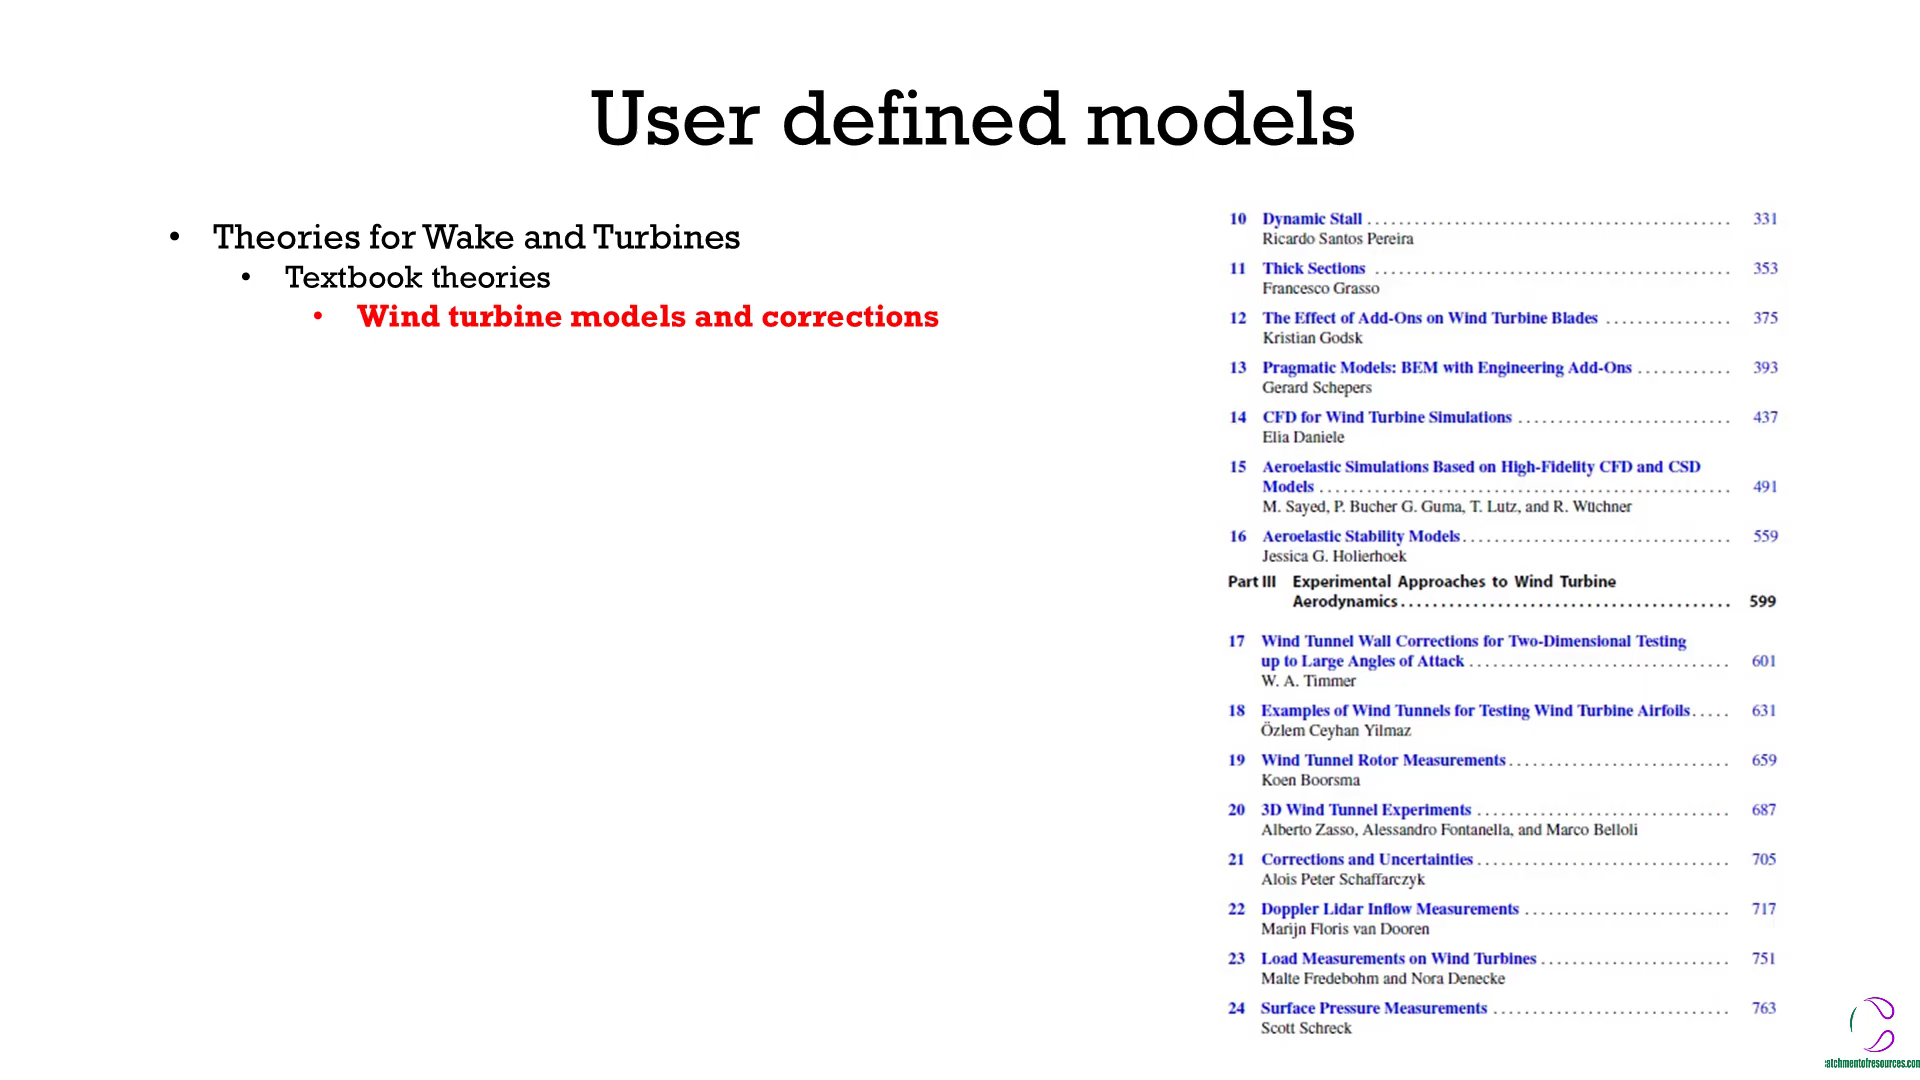 User defined models
• Theories for Wake and Turbines
• Textbook theories
• Wind turbine models and corrections
10 Dynamic Stall ............................................ 331
Ricardo Santos Pereira
11 Thick Sections ............................................ 353
Francesco Grasso
12 The Effect of Add-Ons on Wind Turbine Blades ................ 375
Kristian Godsk
13 Pragmatic Models: BEM with Engineering Add-Ons ............ 393
Gerard Schepers
14 CFD for Wind Turbine Simulations ........................... 437
Elia Daniele
15 Aeroelastic Simulations Based on High-Fidelity CFD and CSD
Models .................................................... 491
M. Sayed, P. Bucher G. Guma, T. Lutz, and R. Wüchner
16 Aeroelastic Stability Models .................................. 559
Jessica G. Holierhoek
Part III Experimental Approaches to Wind Turbine
Aerodynamics ........................................ 599
17 Wind Tunnel Wall Corrections for Two-Dimensional Testing
up to Large Angles of Attack ................................ 601
W. A. Timmer
18 Examples of Wind Tunnels for Testing Wind Turbine Airfoils ..... 631
Özlem Ceyhan Yilmaz
19 Wind Tunnel Rotor Measurements ............................ 659
Koen Boorsma
20 3D Wind Tunnel Experiments ................................ 687
Alberto Zasso, Alessandro Fontanella, and Marco Belloli
21 Corrections and Uncertainties ................................ 705
Alois Peter Schaffarczyk
22 Doppler Lidar Inflow Measurements .......................... 717
Marijn Floris van Dooren
23 Load Measurements on Wind Turbines ........................ 751
Malte Fredebohm and Nora Denecke
24 Surface Pressure Measurements .............................. 763
Scott Schreck
atchmentofresources.com